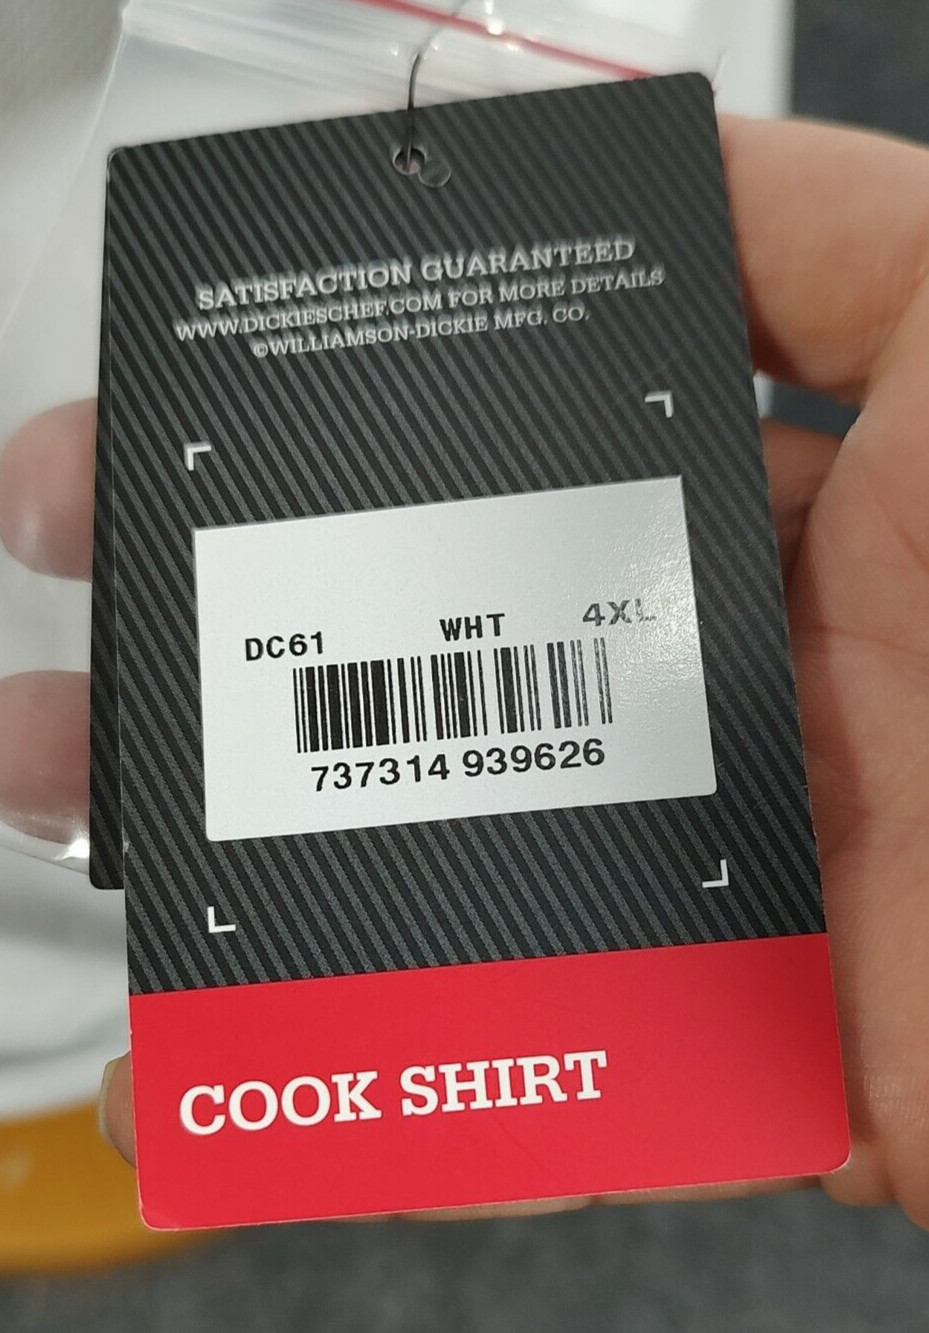 SATISFACTION GUARANTEED
WWW.DICKIESCHEF.COM FOR MORE DETAILS
©WILLIAMSON-DICKIE MFG. CO.
DC61 WHT 4XL
737314 939626
COOK SHIRT